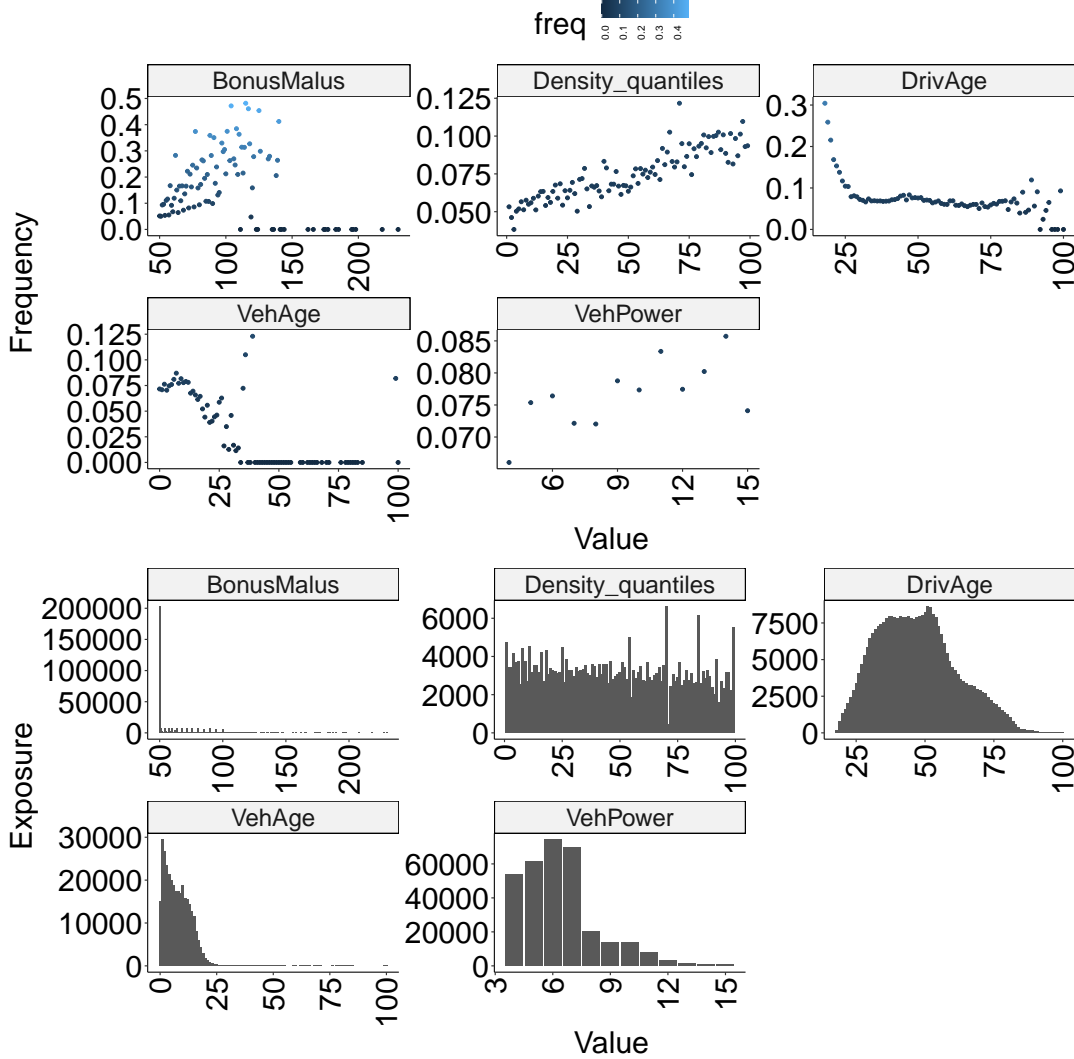 freq
0.0 0.1 0.2 0.3 0.4
BonusMalus Density_quantiles DrivAge
0.5 0.4 0.3 0.2 0.1 0.0
50 100 150 200
0.125 0.100 0.075 0.050
0 25 50 75 100
0.3 0.2 0.1 0.0
25 50 75 100
Frequency
VehAge VehPower
0.125 0.100 0.075 0.050 0.025 0.000
0 25 50 75 100
0.085 0.080 0.075 0.070
6 9 12 15
Value
BonusMalus Density_quantiles DrivAge
200000 150000 100000 50000 0
50 100 150 200
6000 4000 2000 0
0 25 50 75 100
7500 5000 2500 0
25 50 75 100
Exposure
VehAge VehPower
30000 20000 10000 0
0 25 50 75 100
60000 40000 20000 0
3 6 9 12 15
Value